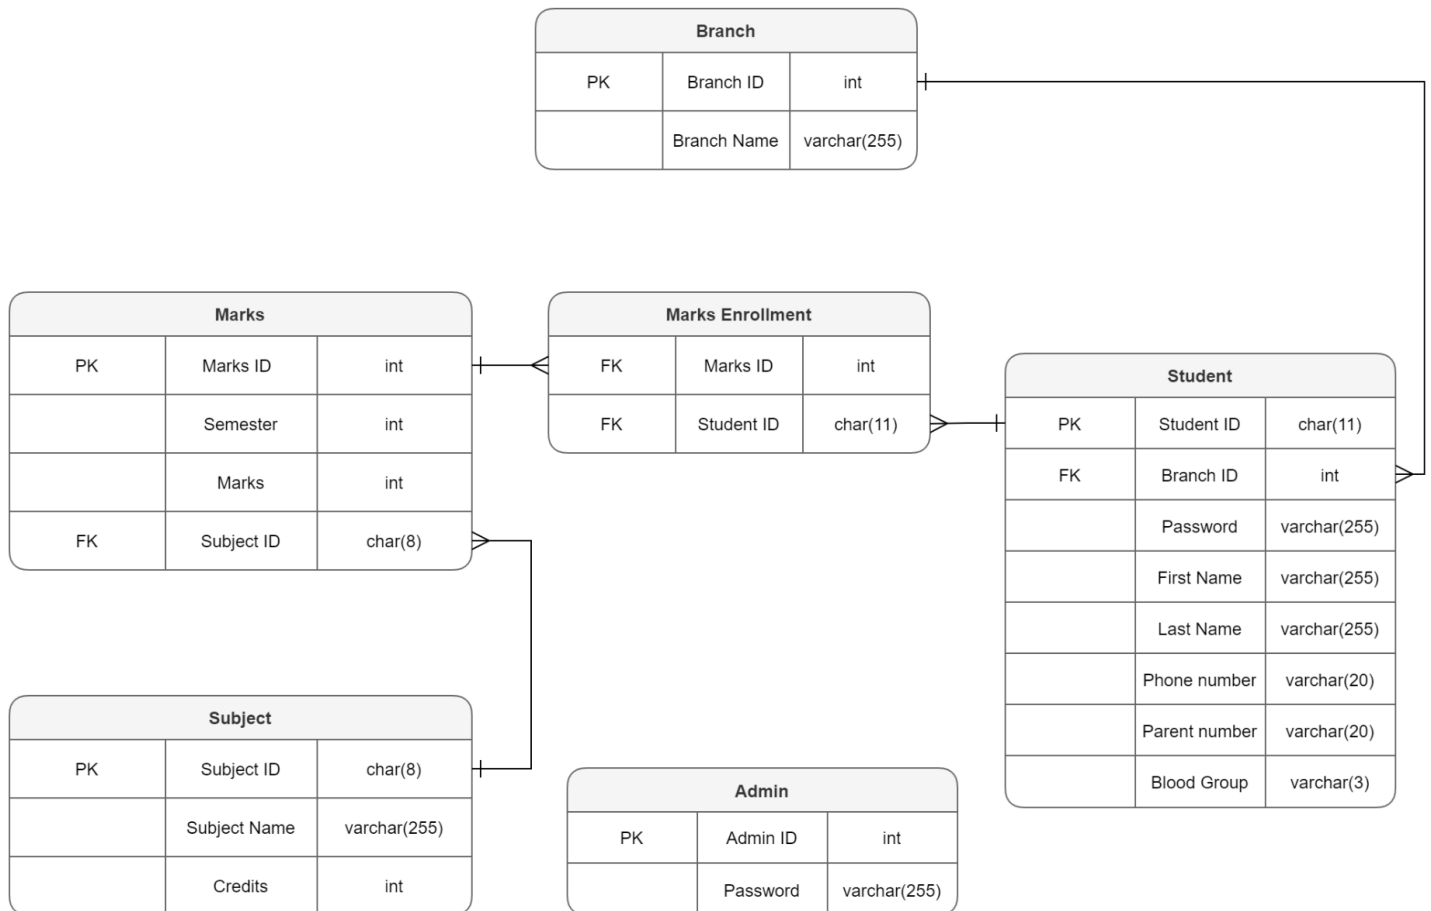 Branch
PK Branch ID int
Branch Name varchar(255)
Marks
PK Marks ID int
Semester int
Marks int
FK Subject ID char(8)
Marks Enrollment
FK Marks ID int
FK Student ID char(11)
Student
PK Student ID char(11)
FK Branch ID int
Password varchar(255)
First Name varchar(255)
Last Name varchar(255)
Phone number varchar(20)
Parent number varchar(20)
Blood Group varchar(3)
Subject
PK Subject ID char(8)
Subject Name varchar(255)
Credits int
Admin
PK Admin ID int
Password varchar(255)